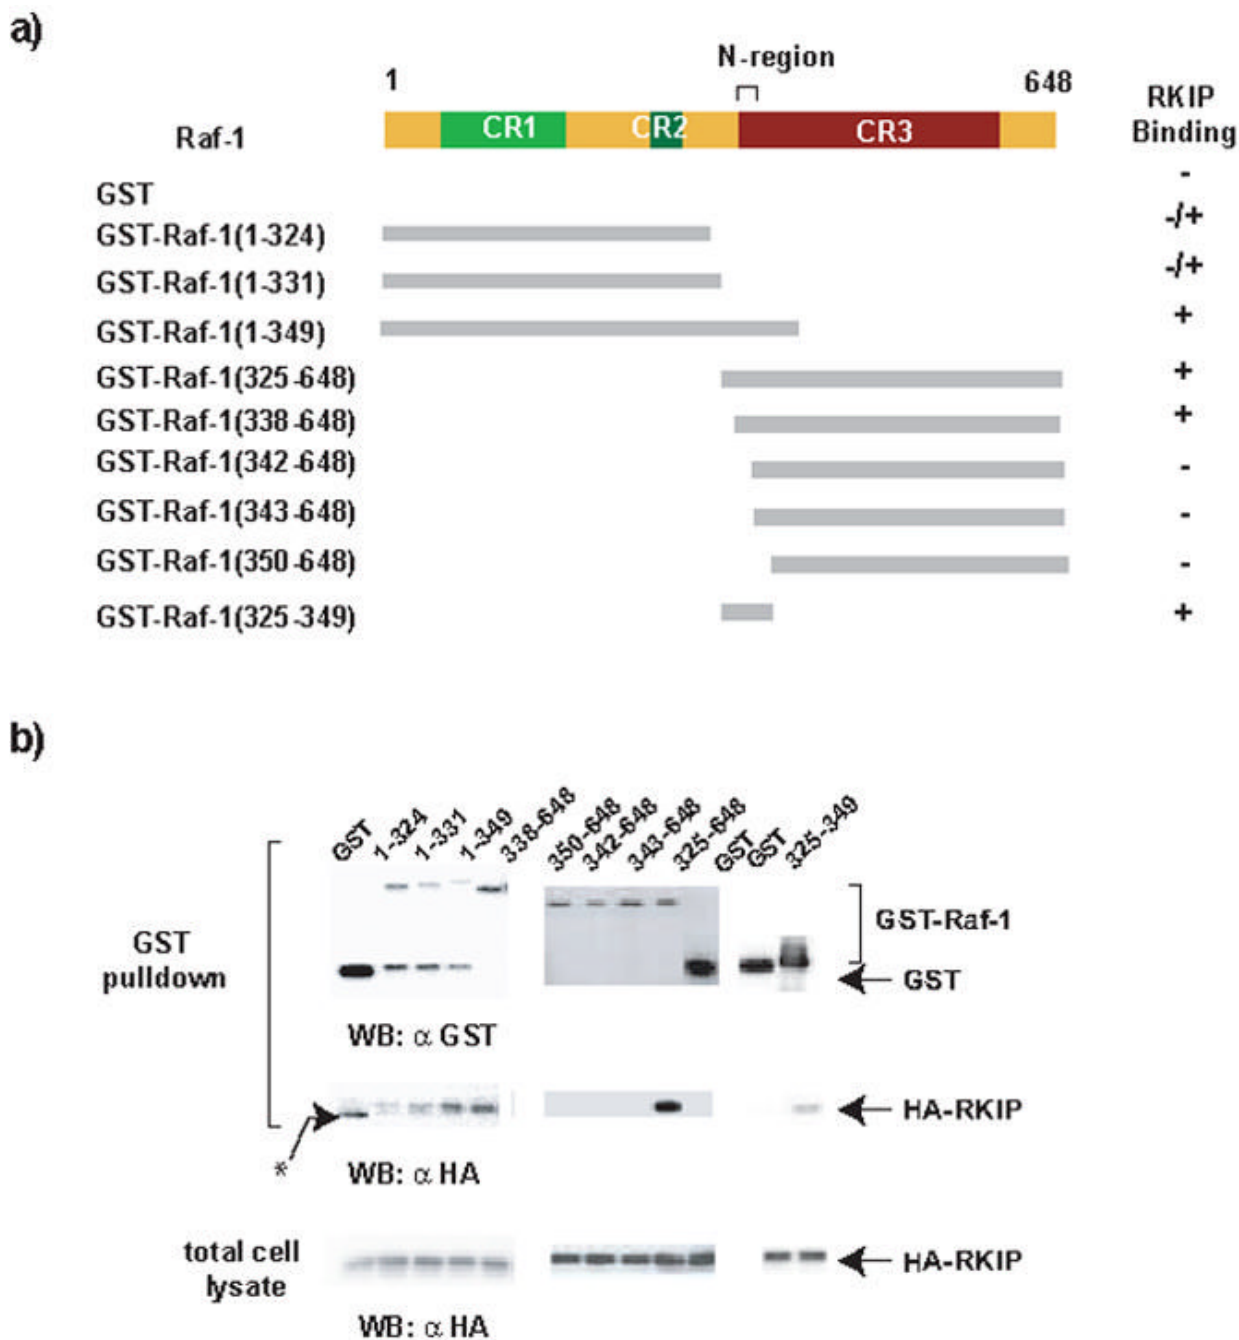 a)
N-region
1
648
RKIP
Binding
Raf-1
CR1
CR2
CR3
GST
-
GST-Raf-1(1-324)
-/+
GST-Raf-1(1-331)
-/+
GST-Raf-1(1-349)
+
GST-Raf-1(325-648)
+
GST-Raf-1(338-648)
+
GST-Raf-1(342-648)
-
GST-Raf-1(343-648)
-
GST-Raf-1(350-648)
-
GST-Raf-1(325-349)
+
b)
GST
1-324
1-331
1-349
338-648
350-648
342-648
343-648
325-648
GST
GST
325-349
GST
pulldown
GST-Raf-1
GST
WB: α GST
HA-RKIP
*
WB: α HA
total cell
lysate
HA-RKIP
WB: α HA